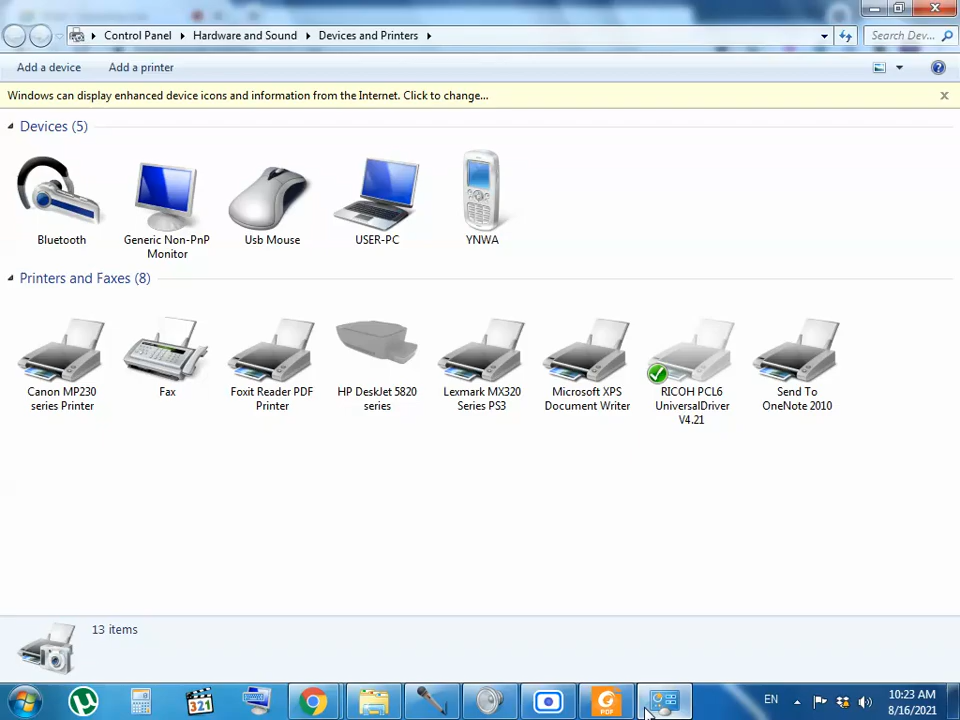 Control Panel Hardware and Sound Devices and Printers Search Dev...
Add a device Add a printer
Windows can display enhanced device icons and information from the Internet. Click to change...
Devices (5)
Bluetooth
Generic Non-PnP
Monitor
Usb Mouse
USER-PC
YNWA
Printers and Faxes (8)
Canon MP230
series Printer
Fax
Foxit Reader PDF
Printer
HP DeskJet 5820
series
Lexmark MX320
Series PS3
Microsoft XPS
Document Writer
RICOH PCL6
UniversalDriver
V4.21
Send To
OneNote 2010
13 items
321
PDF
EN
10:23 AM
8/16/2021